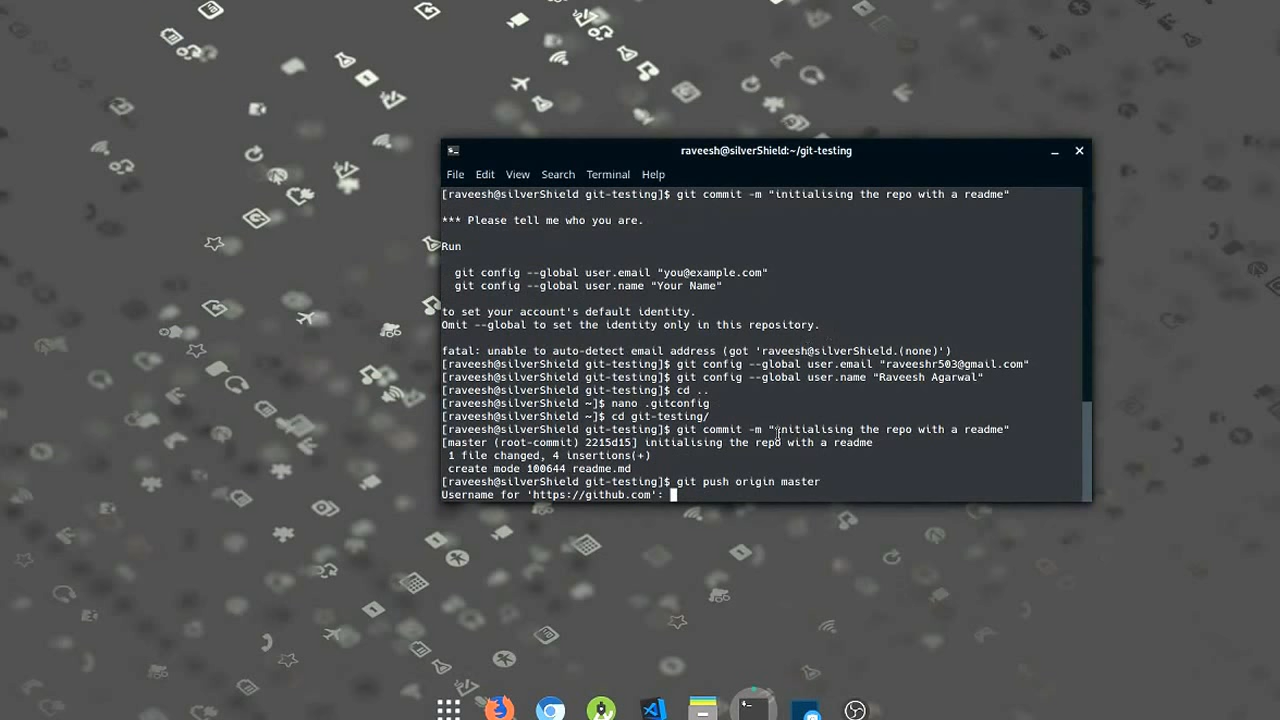 raveesh@silverShield:~/git-testing
File Edit View Search Terminal Help
[raveesh@silverShield git-testing]$ git commit -m "initialising the repo with a readme"
*** Please tell me who you are.
Run
git config --global user.email "you@example.com"
git config --global user.name "Your Name"
to set your account's default identity.
Omit --global to set the identity only in this repository.
fatal: unable to auto-detect email address (got 'raveesh@silverShield.(none)')
[raveesh@silverShield git-testing]$ git config --global user.email "raveeshr503@gmail.com"
[raveesh@silverShield git-testing]$ git config --global user.name "Raveesh Agarwal"
[raveesh@silverShield git-testing]$ cd ..
[raveesh@silverShield ~]$ nano .gitconfig
[raveesh@silverShield ~]$ cd git-testing/
[raveesh@silverShield git-testing]$ git commit -m "initialising the repo with a readme"
[master (root-commit) 2215d15] initialising the repo with a readme
1 file changed, 4 insertions(+)
create mode 100644 readme.md
[raveesh@silverShield git-testing]$ git push origin master
Username for 'https://github.com':